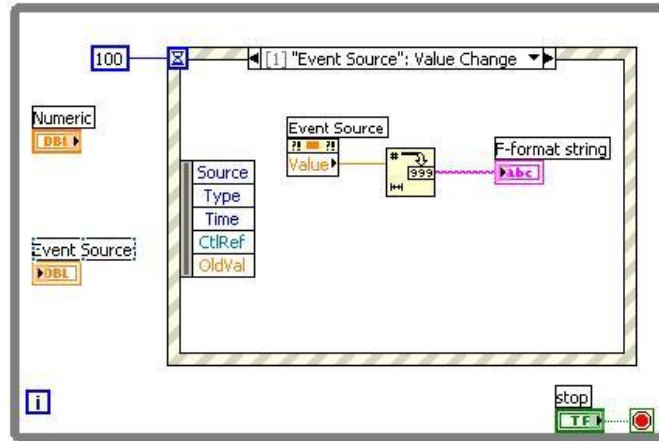 100
[1] "Event Source": Value Change
Numeric
DBL
Event Source
?! ?!
Value
#
999
F-format string
abc
Source
Type
Time
CtlRef
OldVal
Event Source
DBL
i
stop
TF